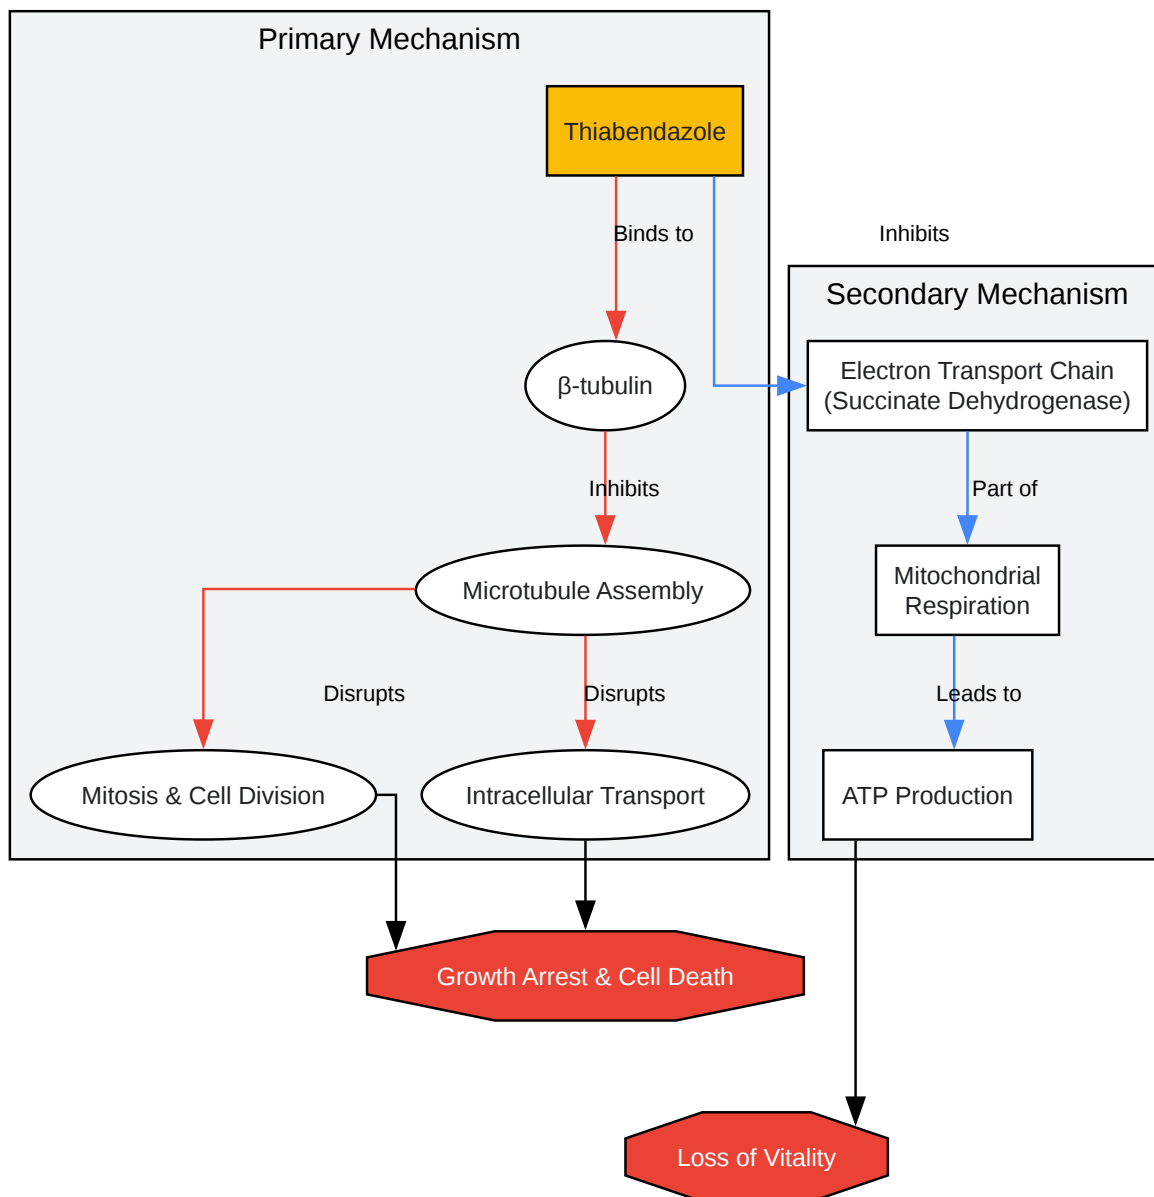 Primary Mechanism
Thiabendazole
Binds to
Inhibits
Secondary Mechanism
Electron Transport Chain
(Succinate Dehydrogenase)
β-tubulin
Inhibits
Part of
Microtubule Assembly
Mitochondrial
Respiration
Disrupts
Disrupts
Leads to
Mitosis & Cell Division
Intracellular Transport
ATP Production
Growth Arrest & Cell Death
Loss of Vitality